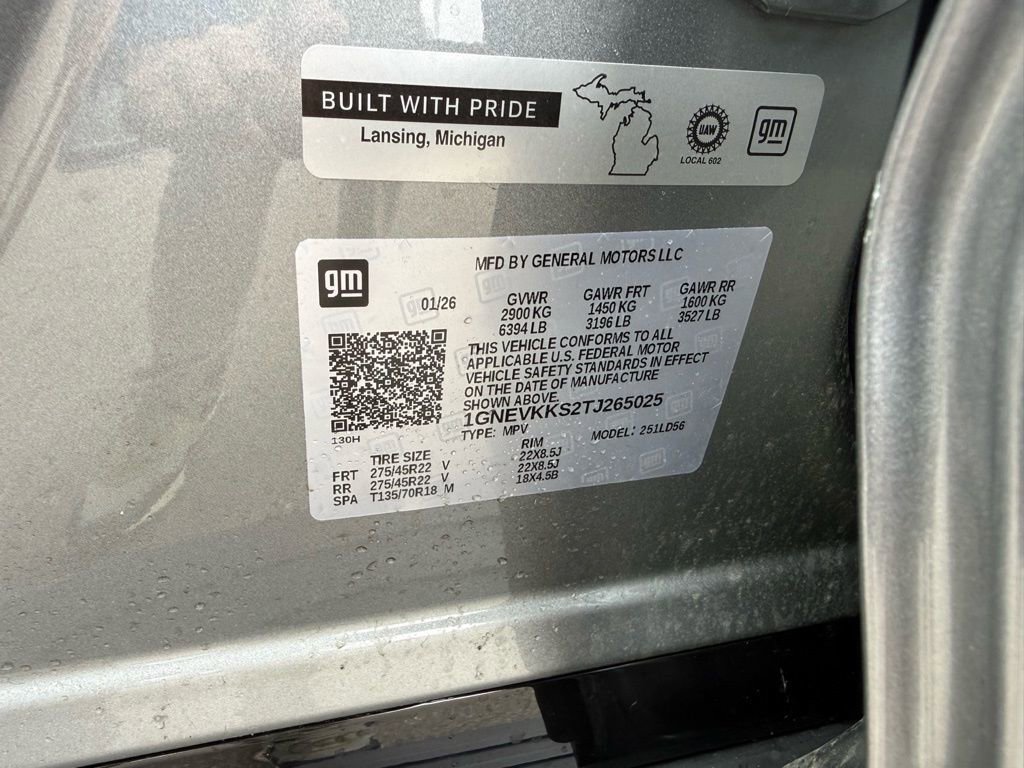 BUILT WITH PRIDE
Lansing, Michigan
UAW
LOCAL 602
gm
gm
MFD BY GENERAL MOTORS LLC
01/26
GVWR GAWR FRT GAWR RR
2900 KG 1450 KG 1600 KG
6394 LB 3196 LB 3527 LB
THIS VEHICLE CONFORMS TO ALL
APPLICABLE U.S. FEDERAL MOTOR
VEHICLE SAFETY STANDARDS IN EFFECT
ON THE DATE OF MANUFACTURE
SHOWN ABOVE.
1GNEVKKS2TJ265025
130H
TYPE: MPV MODEL: 251LD56
TIRE SIZE RIM
FRT 275/45R22 V 22X8.5J
RR 275/45R22 V 22X8.5J
SPA T135/70R18 M 18X4.5B